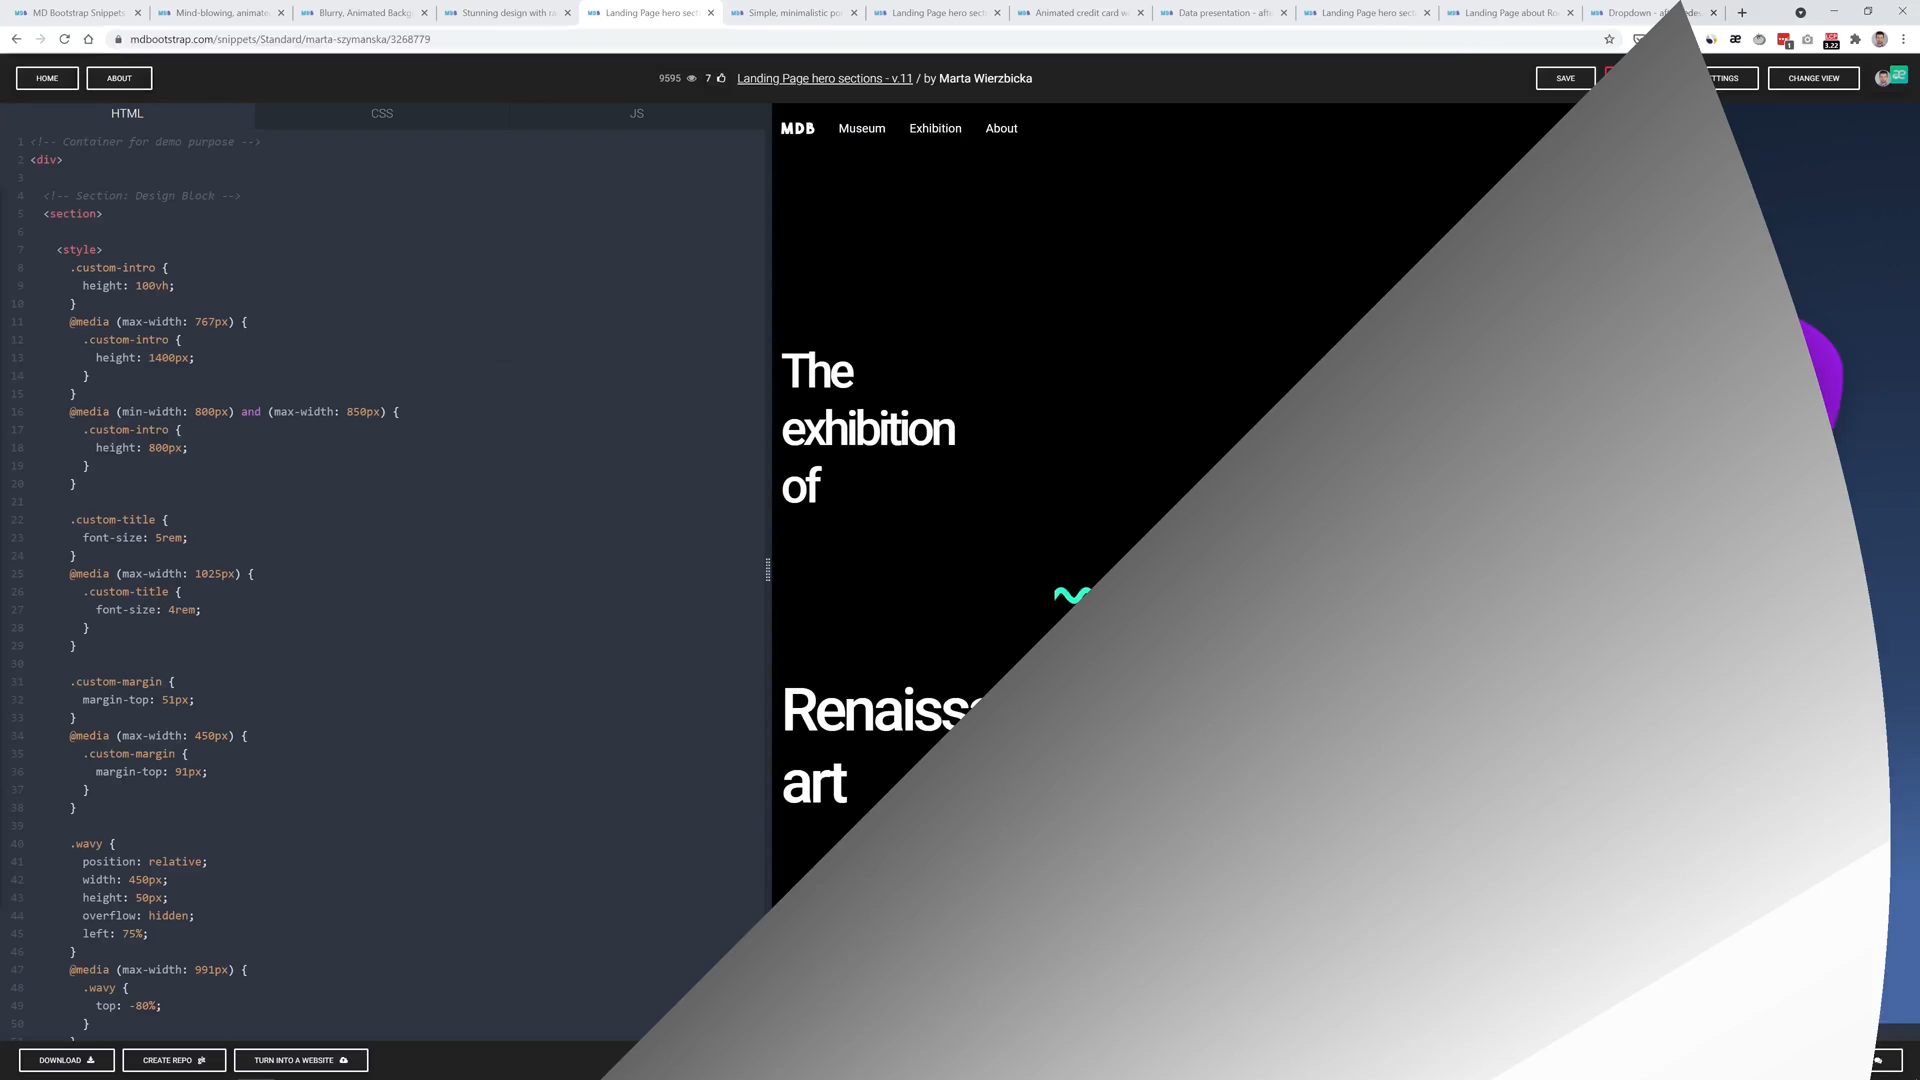 MD Bootstrap Snippets
Mind-blowing, animate
Blurry, Animated Backg
Stunning design with ra
Landing Page hero sect
Simple, minimalistic po
Landing Page hero sect
Animated credit card w
Data presentation - afte
Landing Page hero sect
Landing Page about Ro
Dropdown - after
mdbootstrap.com/snippets/Standard/marta-szymanska/3268779
HOME
ABOUT
9595 7 Landing Page hero sections - v.11 / by Marta Wierzbicka
SAVE
TTINGS
CHANGE VIEW
HTML
CSS
JS
1 <!-- Container for demo purpose -->
2 <div>
3
4 <!-- Section: Design Block -->
5 <section>
6
7 <style>
8 .custom-intro {
9 height: 100vh;
10 }
11 @media (max-width: 767px) {
12 .custom-intro {
13 height: 1400px;
14 }
15 }
16 @media (min-width: 800px) and (max-width: 850px) {
17 .custom-intro {
18 height: 800px;
19 }
20 }
21
22 .custom-title {
23 font-size: 5rem;
24 }
25 @media (max-width: 1025px) {
26 .custom-title {
27 font-size: 4rem;
28 }
29 }
30
31 .custom-margin {
32 margin-top: 51px;
33 }
34 @media (max-width: 450px) {
35 .custom-margin {
36 margin-top: 91px;
37 }
38 }
39
40 .wavy {
41 position: relative;
42 width: 450px;
43 height: 50px;
44 overflow: hidden;
45 left: 75%;
46 }
47 @media (max-width: 991px) {
48 .wavy {
49 top: -80%;
50 }
MDB Museum Exhibition About
The
exhibition
of
Renaissa
art
DOWNLOAD
CREATE REPO
TURN INTO A WEBSITE